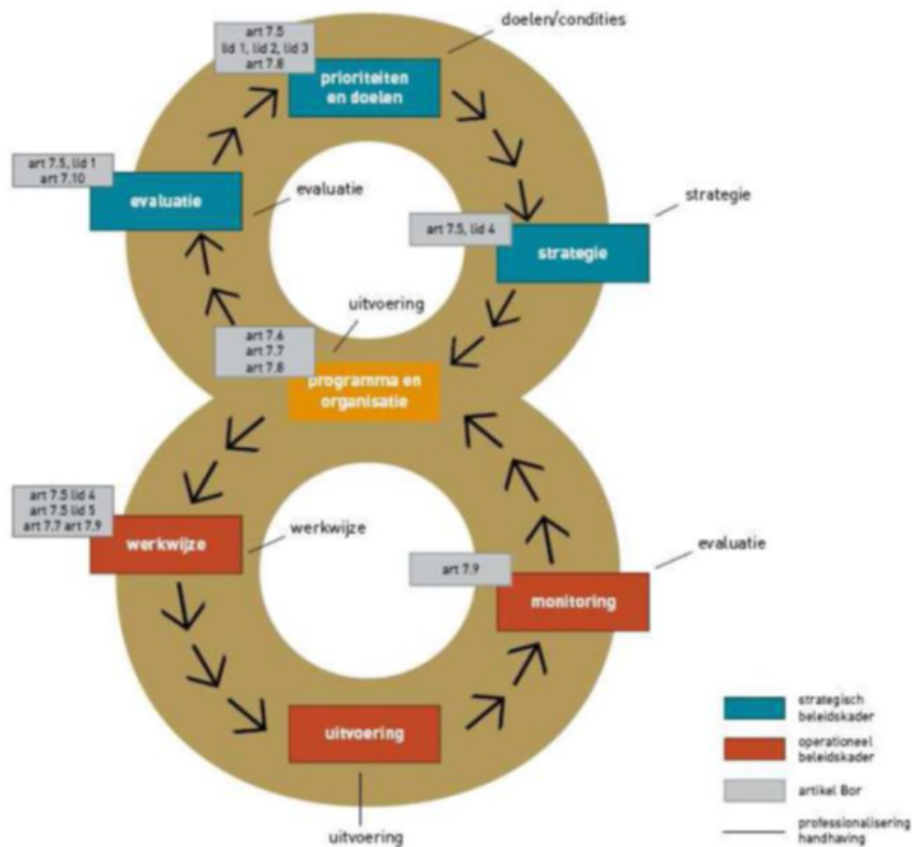 doelen/condities
art 7.5
lid 1, lid 2, lid 3
art 7.8
prioriteiten
en doelen
art 7.5, lid 1
art 7.10
evaluatie
evaluatie
strategie
art 7.5, lid 4
strategie
uitvoering
art 7.6
art 7.7
art 7.8
programma en
organisatie
art 7.5 lid 4
art 7.5 lid 5
art 7.7 art 7.9
werkwijze
werkwijze
evaluatie
art 7.9
monitoring
uitvoering
uitvoering
strategisch
beleidskader
operationeel
beleidskader
artikel Bor
professionalisering
handhaving